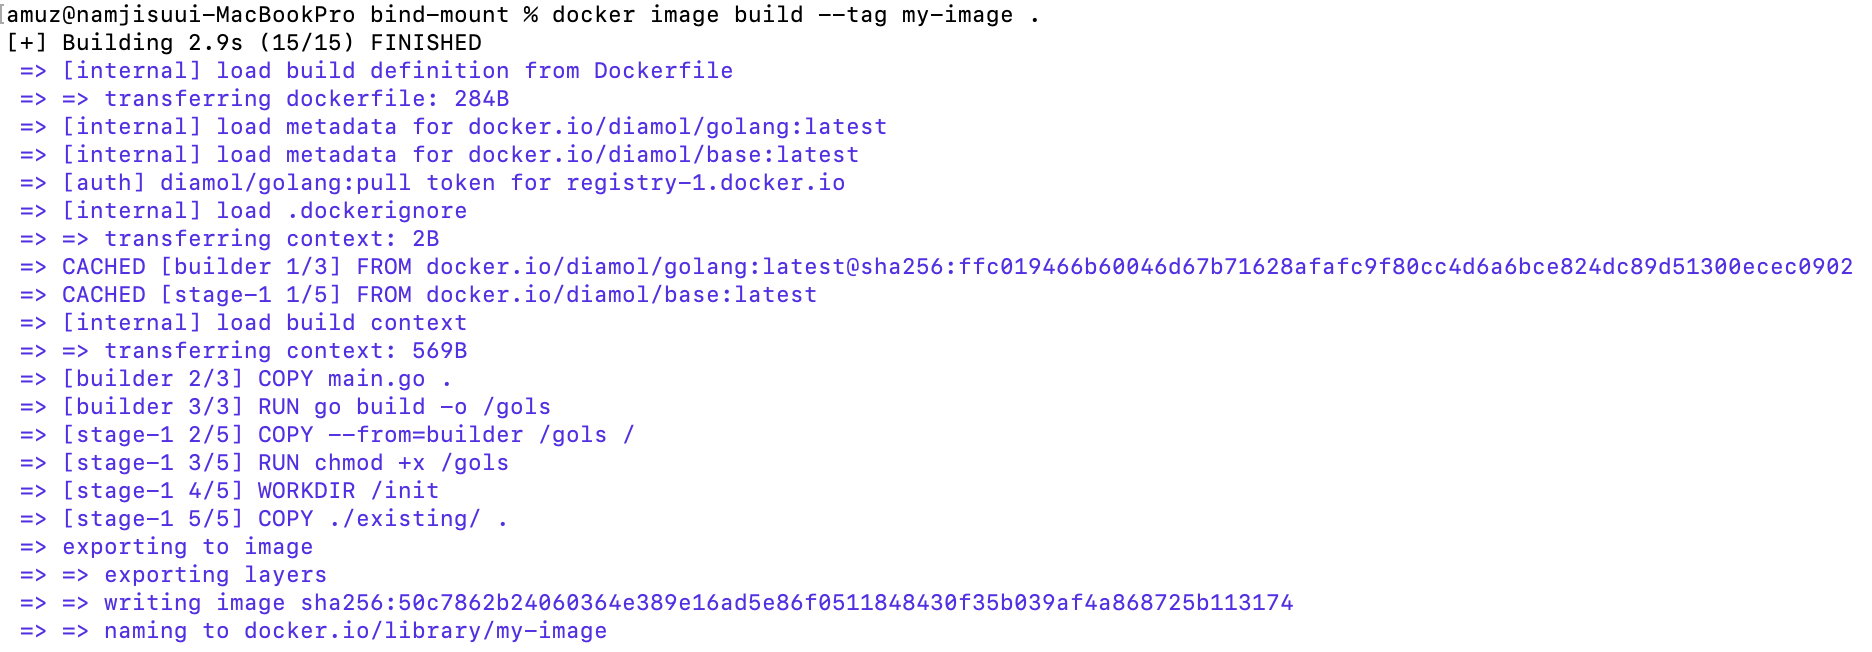 [amuz@namjisuui-MacBookPro bind-mount % docker image build --tag my-image .
[+] Building 2.9s (15/15) FINISHED
=> [internal] load build definition from Dockerfile
=> => transferring dockerfile: 284B
=> [internal] load metadata for docker.io/diamol/golang:latest
=> [internal] load metadata for docker.io/diamol/base:latest
=> [auth] diamol/golang:pull token for registry-1.docker.io
=> [internal] load .dockerignore
=> => transferring context: 2B
=> CACHED [builder 1/3] FROM docker.io/diamol/golang:latest@sha256:ffc019466b60046d67b71628afafc9f80cc4d6a6bce824dc89d51300ecec0902
=> CACHED [stage-1 1/5] FROM docker.io/diamol/base:latest
=> [internal] load build context
=> => transferring context: 569B
=> [builder 2/3] COPY main.go .
=> [builder 3/3] RUN go build -o /gols
=> [stage-1 2/5] COPY --from=builder /gols /
=> [stage-1 3/5] RUN chmod +x /gols
=> [stage-1 4/5] WORKDIR /init
=> [stage-1 5/5] COPY ./existing/ .
=> exporting to image
=> => exporting layers
=> => writing image sha256:50c7862b24060364e389e16ad5e86f0511848430f35b039af4a868725b113174
=> => naming to docker.io/library/my-image